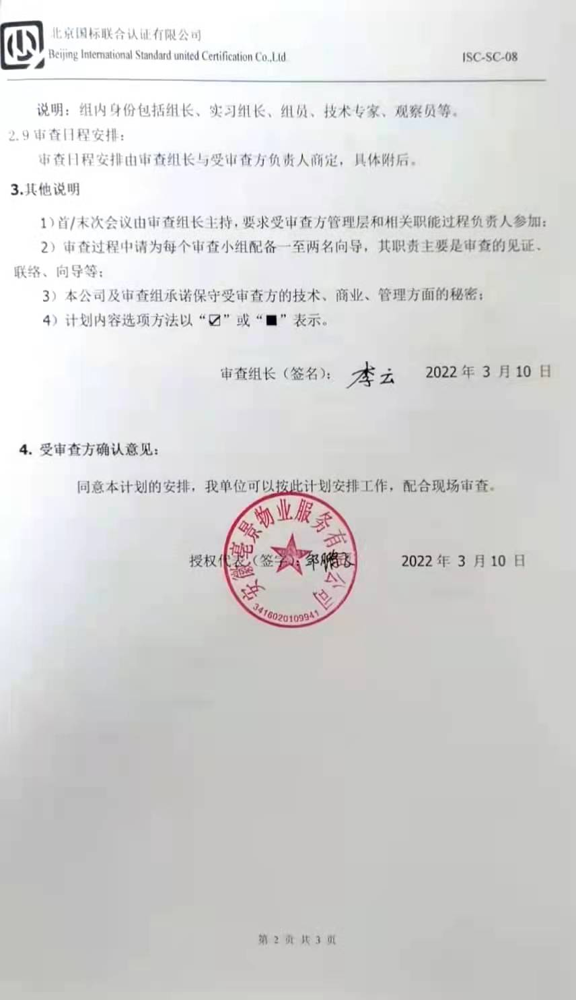 北京国标联合认证有限公司
Beijing International Standard united Certification Co.,Ltd.
ISC-SC-08
说明：组内身份包括组长、实习组长、组员、技术专家、观察员等。
2.9 审查日程安排：
审查日程安排由审查组长与受审查方负责人商定，具体附后。
3.其他说明
1）首/末次会议由审查组长主持，要求受审查方管理层和相关职能过程负责人参加；
2）审查过程中请为每个审查小组配备一至两名向导，其职责主要是审查的见证、
联络、向导等；
3）本公司及审查组承诺保守受审查方的技术、商业、管理方面的秘密；
4）计划内容选项方法以“☑”或“■”表示。
审查组长（签名）： 李云 2022 年 3 月 10 日
4. 受审查方确认意见：
同意本计划的安排，我单位可以按此计划安排工作，配合现场审查。
授权代表（签字）：邹鹏飞 2022 年 3 月 10 日
安徽亳景物业服务有限公司
3416020109941
第 2 页 共 3 页